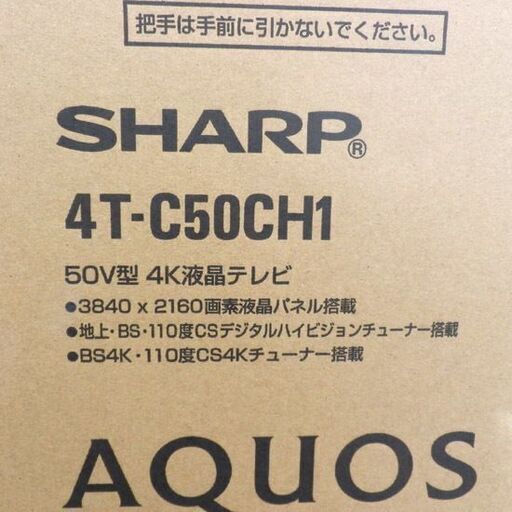 把手は手前に引かないでください。
SHARP®
4T-C50CH1
50V型 4K液晶テレビ
●3840 x 2160画素液晶パネル搭載
●地上・BS・110度CSデジタルハイビジョンチューナー搭載
●BS4K・110度CS4Kチューナー搭載
AQUOS